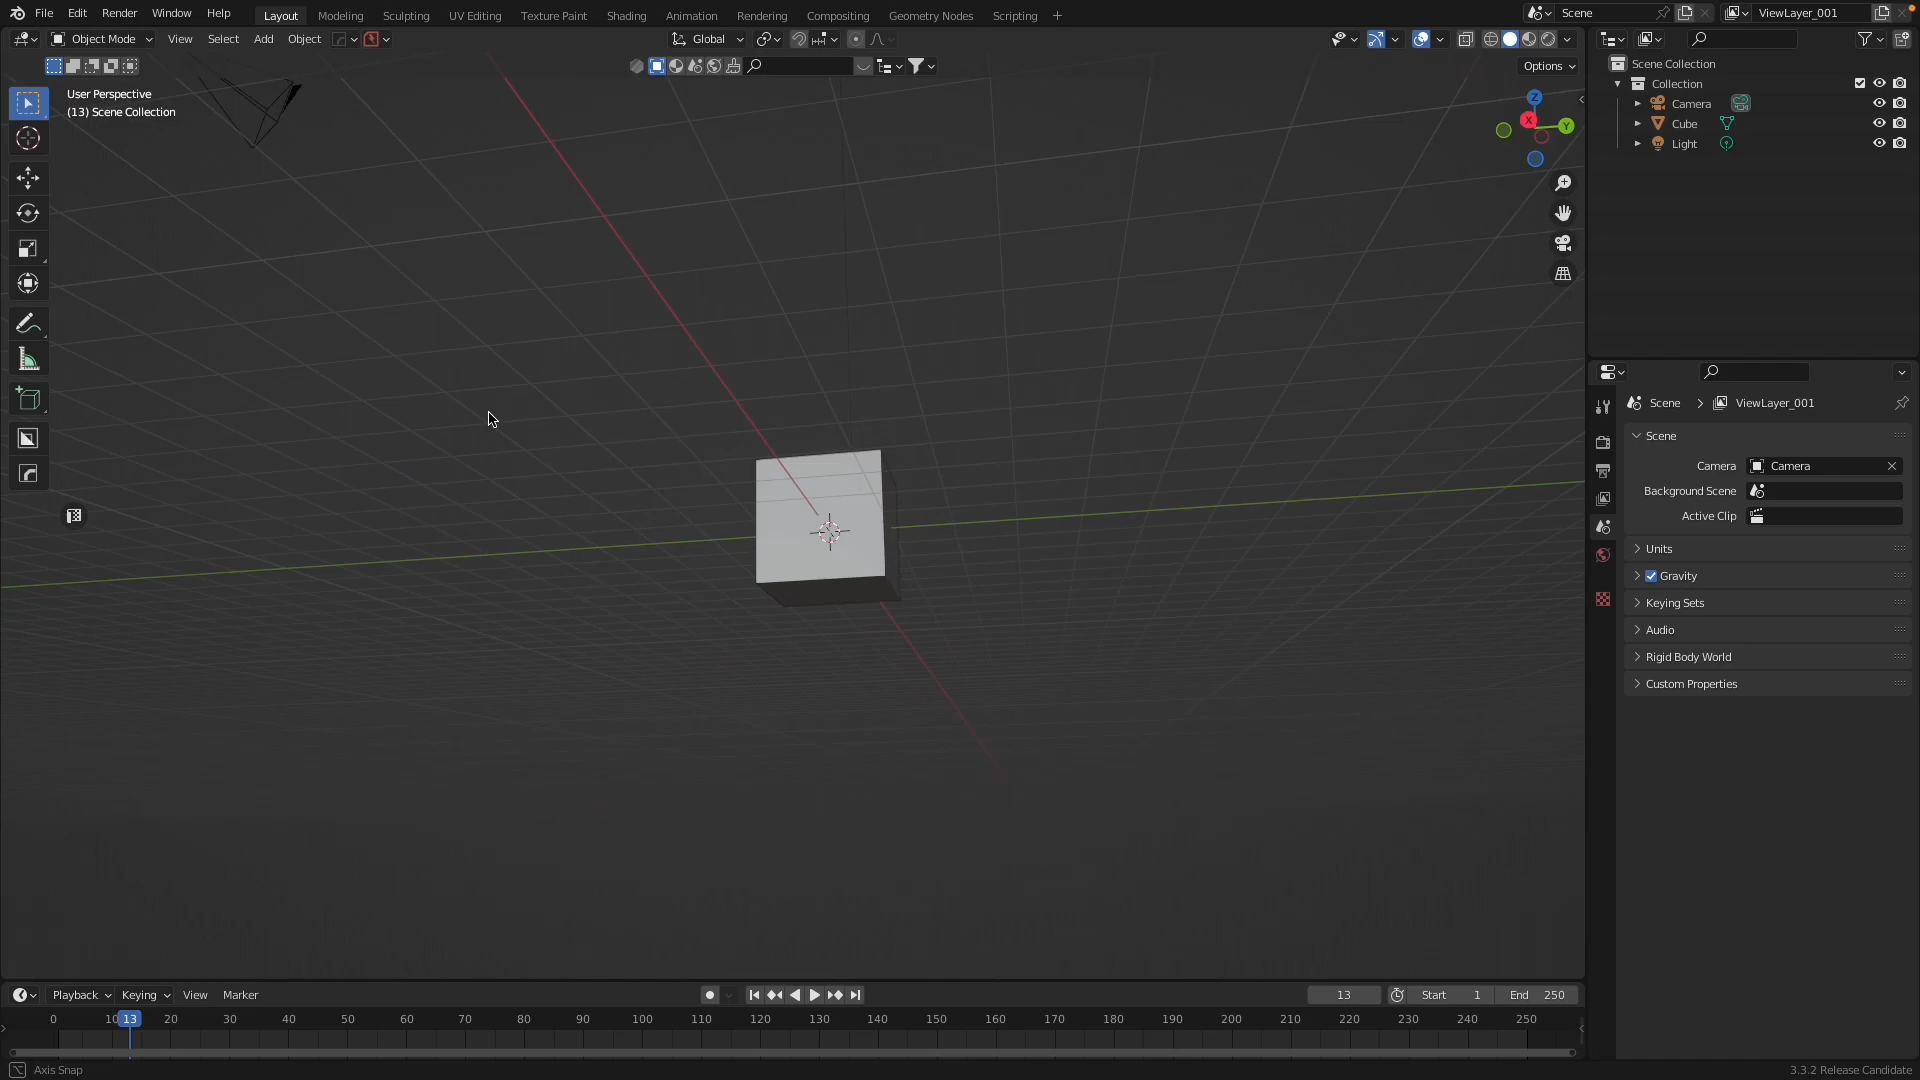 File Edit Render Window Help Layout Modeling Sculpting UV Editing Texture Paint Shading Animation Rendering Compositing Geometry Nodes Scripting + Scene ViewLayer_001
Object Mode View Select Add Object Global
Options
User Perspective
(13) Scene Collection
Z
X
Y
Scene Collection
Collection
Camera
Cube
Light
Scene > ViewLayer_001
Scene
Camera Camera
Background Scene
Active Clip
Units
Gravity
Keying Sets
Audio
Rigid Body World
Custom Properties
Playback Keying View Marker 13 Start 1 End 250
0 10 13 20 30 40 50 60 70 80 90 100 110 120 130 140 150 160 170 180 190 200 210 220 230 240 250
Axis Snap 3.3.2 Release Candidate